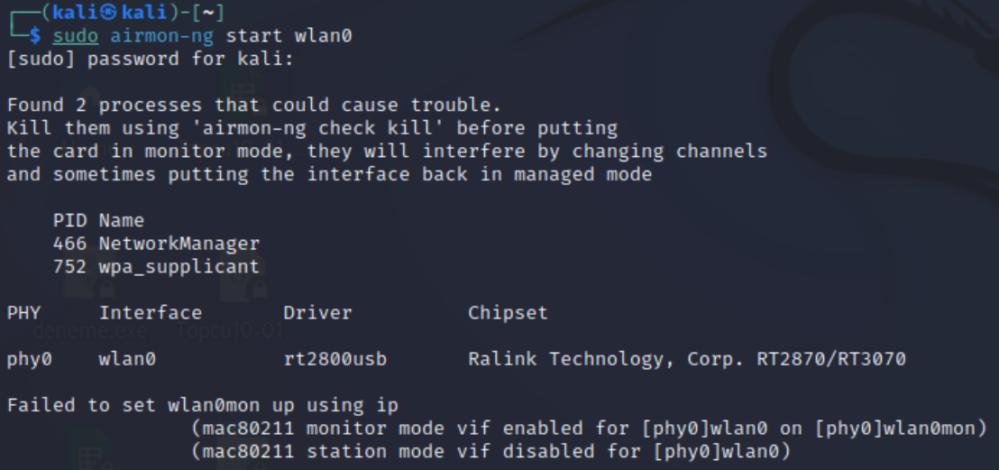 ┌──(kali㉿kali)-[~]
└─$ sudo airmon-ng start wlan0
[sudo] password for kali:
Found 2 processes that could cause trouble.
Kill them using 'airmon-ng check kill' before putting
the card in monitor mode, they will interfere by changing channels
and sometimes putting the interface back in managed mode
PID Name
466 NetworkManager
752 wpa_supplicant
PHY Interface Driver Chipset
deneme.exe Topcu10-01...
phy0 wlan0 rt2800usb Ralink Technology, Corp. RT2870/RT3070
Failed to set wlan0mon up using ip
(mac80211 monitor mode vif enabled for [phy0]wlan0 on [phy0]wlan0mon)
(mac80211 station mode vif disabled for [phy0]wlan0)